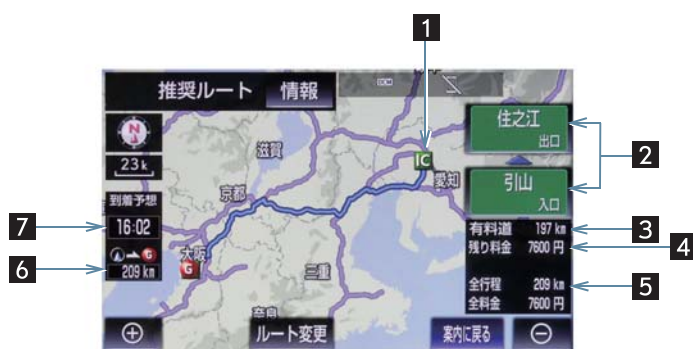 1
推奨ルート 情報
DCM
N
23k
滋賀
IC
愛知
住之江
出口
2
引山
入口
到着予想
7
16:02
京都
有料道 197 km
3
残り料金 7600 円
4
G
6
209 km
大阪
G
三重
全行程 209 km
5
全料金 7600 円
奈良
⊕
ルート変更
案内に戻る
⊖